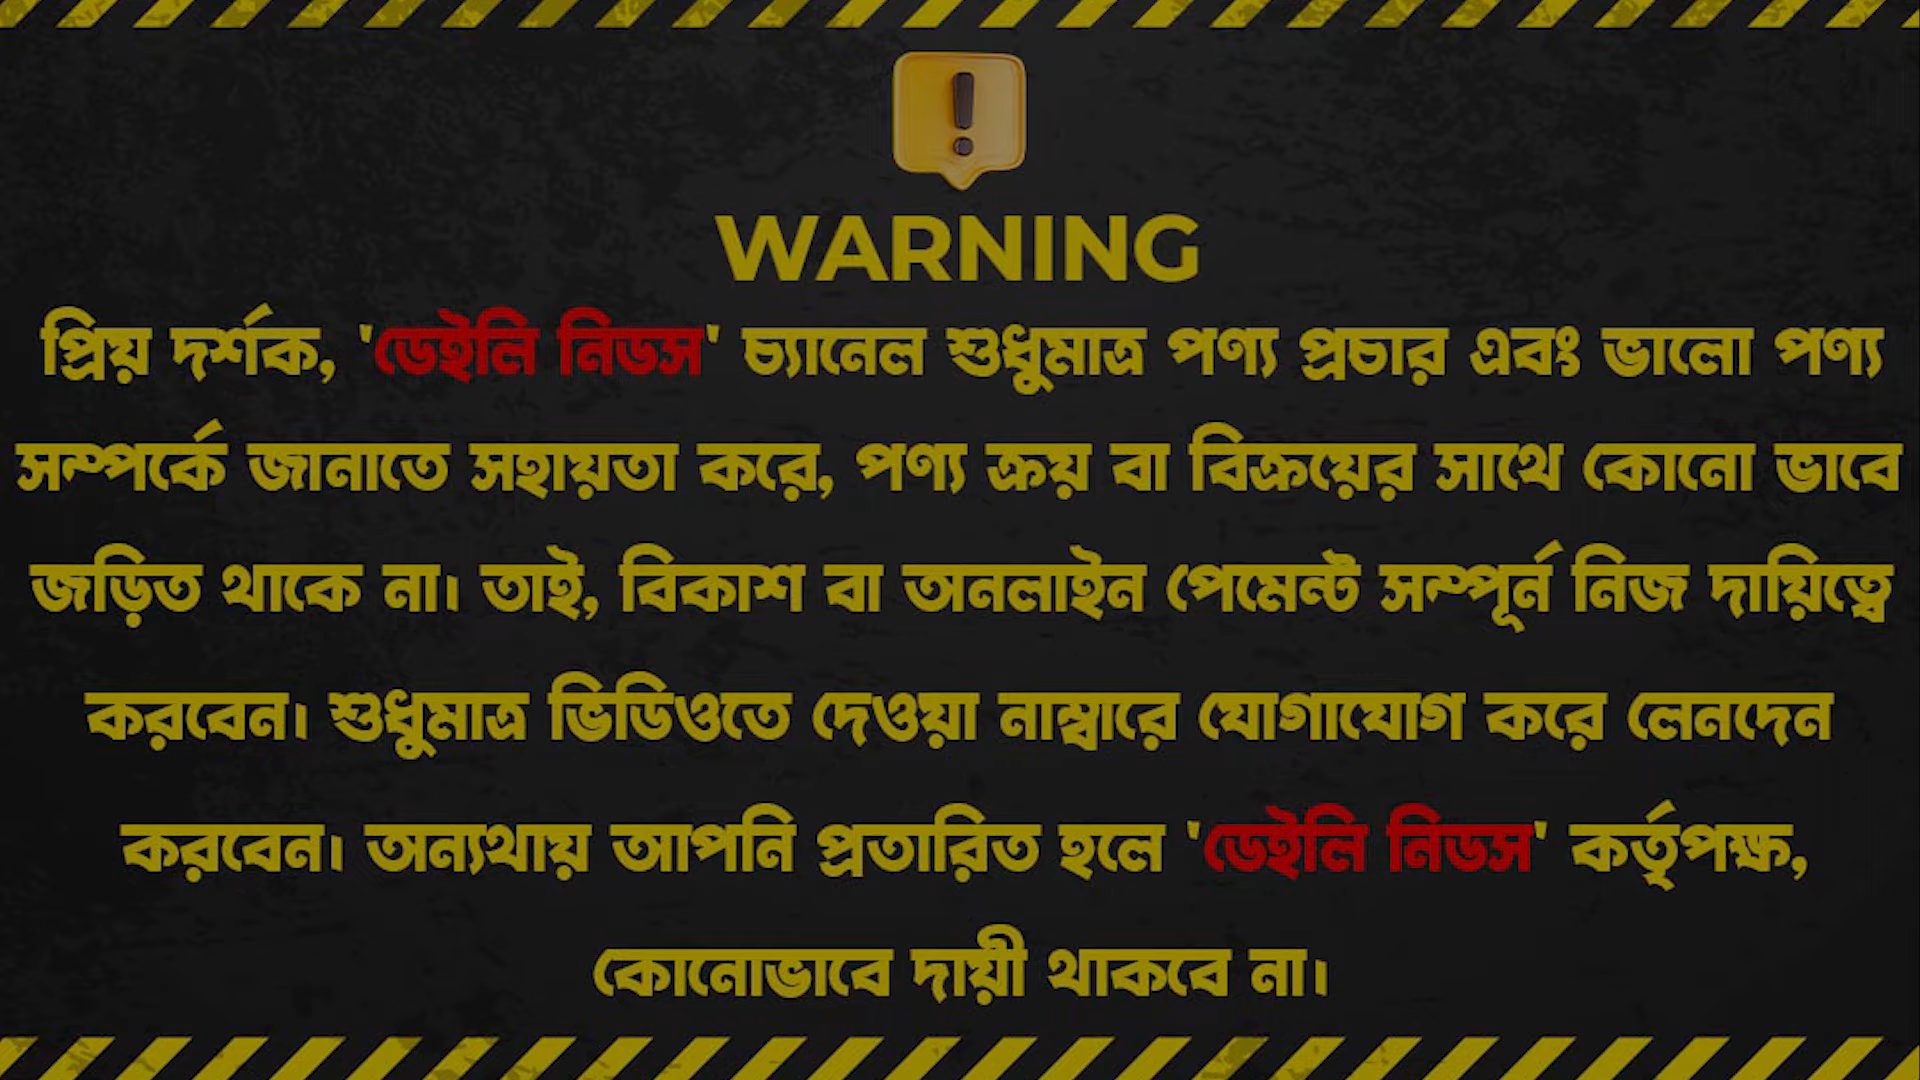 WARNING
প্রিয় দর্শক, 'ডেইলি নিডস' চ্যানেল শুধুমাত্র পণ্য প্রচার এবং ভালো পণ্য
সম্পর্কে জানাতে সহায়তা করে, পণ্য ক্রয় বা বিক্রয়ের সাথে কোনো ভাবে
জড়িত থাকে না। তাই, বিকাশ বা অনলাইন পেমেন্ট সম্পূর্ন নিজ দায়িত্বে
করবেন। শুধুমাত্র ভিডিওতে দেওয়া নাম্বারে যোগাযোগ করে লেনদেন
করবেন। অন্যথায় আপনি প্রতারিত হলে 'ডেইলি নিডস' কর্তৃপক্ষ,
কোনোভাবে দায়ী থাকবে না।